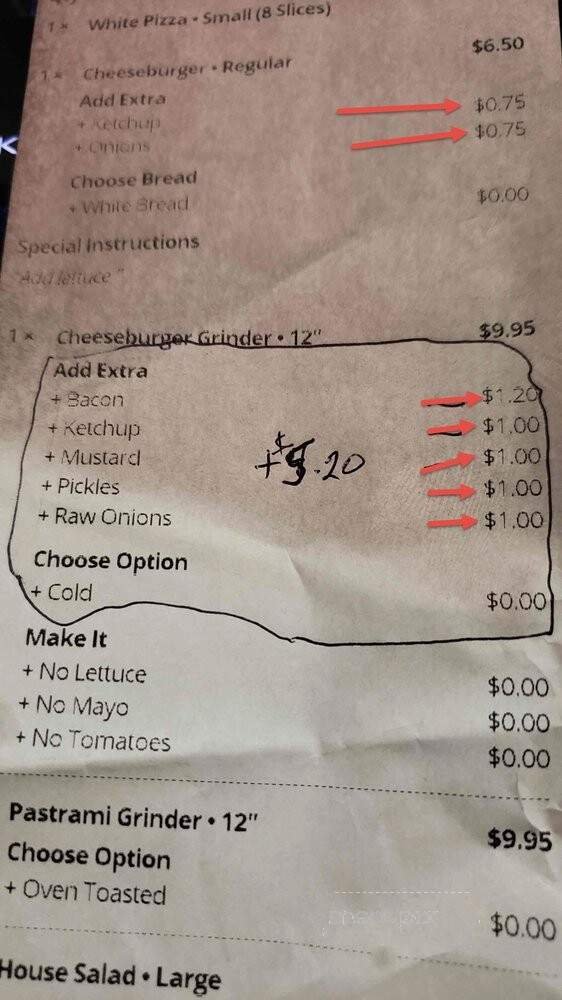 1 × White Pizza • Small (8 Slices)
$6.50
1 × Cheeseburger • Regular
Add Extra
+ Ketchup $0.75
+ Onions $0.75
Choose Bread
+ White Bread $0.00
Special Instructions
"Add lettuce"
1 × Cheeseburger Grinder • 12" $9.95
Add Extra
+ Bacon $1.20
+ Ketchup $1.00
+ Mustard $1.00
+$5.20
+ Pickles $1.00
+ Raw Onions $1.00
Choose Option
+ Cold $0.00
Make It
+ No Lettuce $0.00
+ No Mayo $0.00
+ No Tomatoes $0.00
Pastrami Grinder • 12" $9.95
Choose Option
+ Oven Toasted $0.00
House Salad • Large